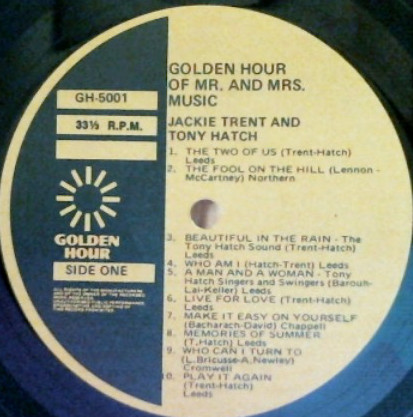 GOLDEN HOUR
OF MR. AND MRS.
MUSIC
JACKIE TRENT AND
TONY HATCH
GH-5001
33⅓ R.P.M.
GOLDEN
HOUR
SIDE ONE
1. THE TWO OF US (Trent-Hatch)
Leeds
2. THE FOOL ON THE HILL (Lennon -
McCartney) Northern
3. BEAUTIFUL IN THE RAIN - The
Tony Hatch Sound (Trent-Hatch)
Leeds
4. WHO AM I (Hatch-Trent) Leeds
5. A MAN AND A WOMAN - Tony
Hatch Singers and Swingers (Barouh-
Lai-Keller) Leeds
6. LIVE FOR LOVE (Trent-Hatch)
Leeds
7. MAKE IT EASY ON YOURSELF
(Bacharach-David) Chappell
8. MEMORIES OF SUMMER
(T.Hatch) Leeds
9. WHO CAN I TURN TO
(L.Bricusse-A.Newley)
Cromwell
10. PLAY IT AGAIN
(Trent-Hatch)
Leeds